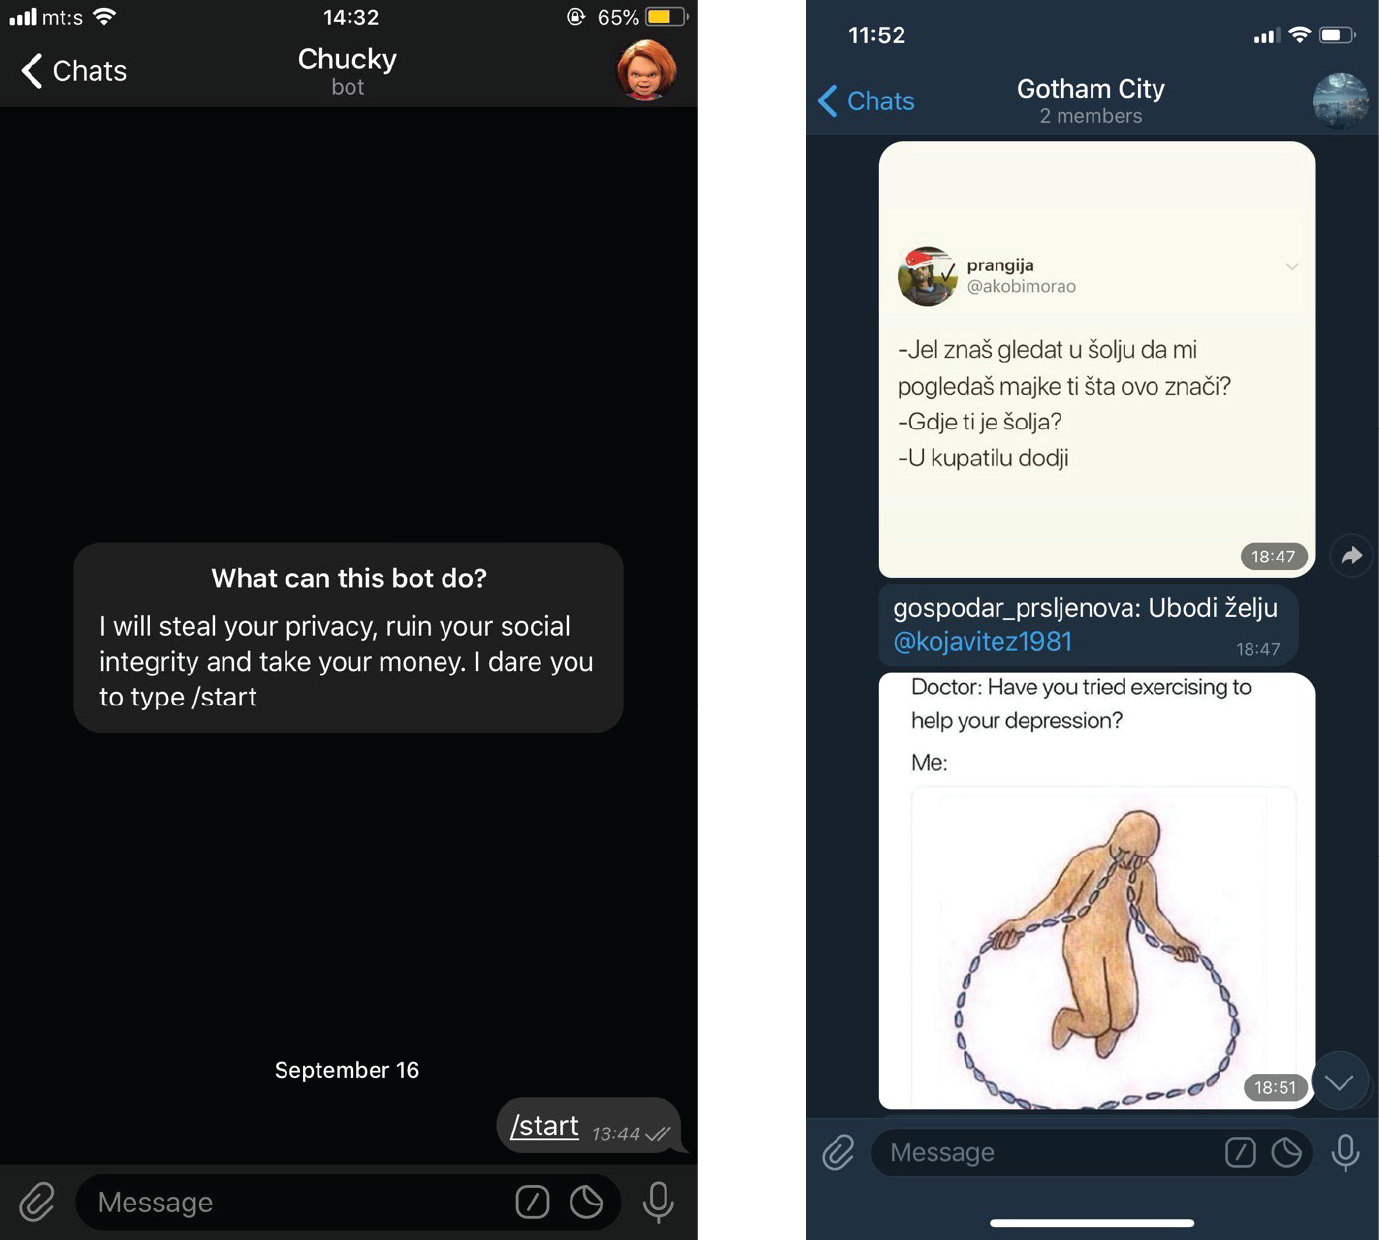 mt:s
14:32
65%
Chats
Chucky
bot
What can this bot do?
I will steal your privacy, ruin your social
integrity and take your money. I dare you
to type /start
September 16
/start 13:44
Message
11:52
Chats
Gotham City
2 members
prangija
@akobimorao
-Jel znaš gledat u šolju da mi
pogledaš majke ti šta ovo znači?
-Gdje ti je šolja?
-U kupatilu dodji
18:47
gospodar_prsljenova: Ubodi želju
@kojavitez1981 18:47
Doctor: Have you tried exercising to
help your depression?
Me:
18:51
Message